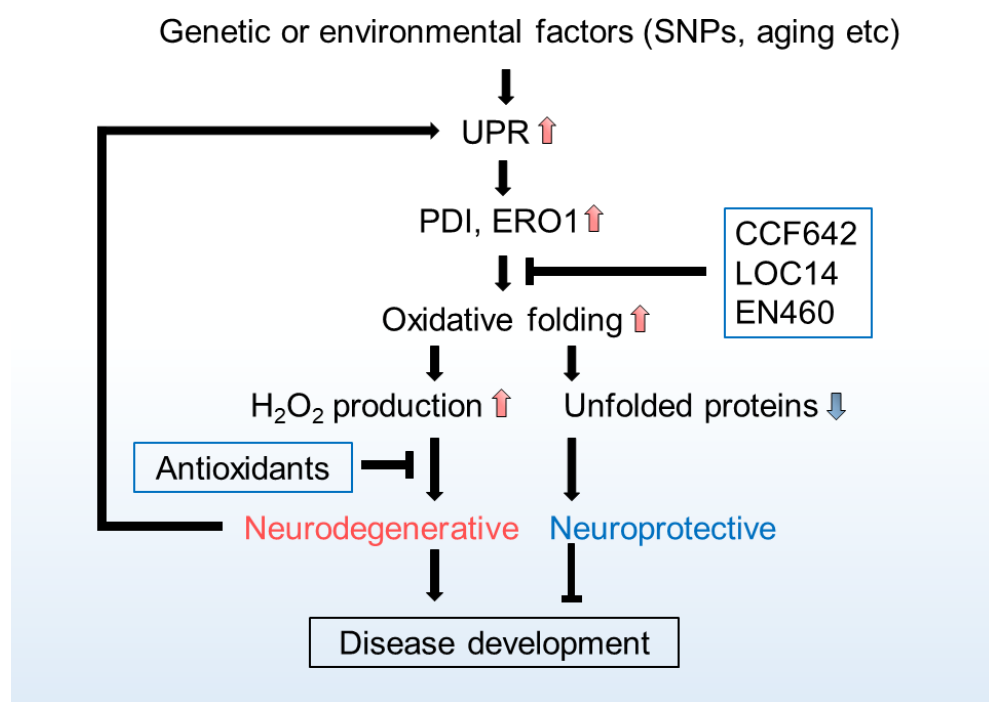 Genetic or environmental factors (SNPs, aging etc)
UPR
PDI, ERO1
CCF642
LOC14
EN460
Oxidative folding
H₂O₂ production
Unfolded proteins
Antioxidants
Neurodegenerative
Neuroprotective
Disease development